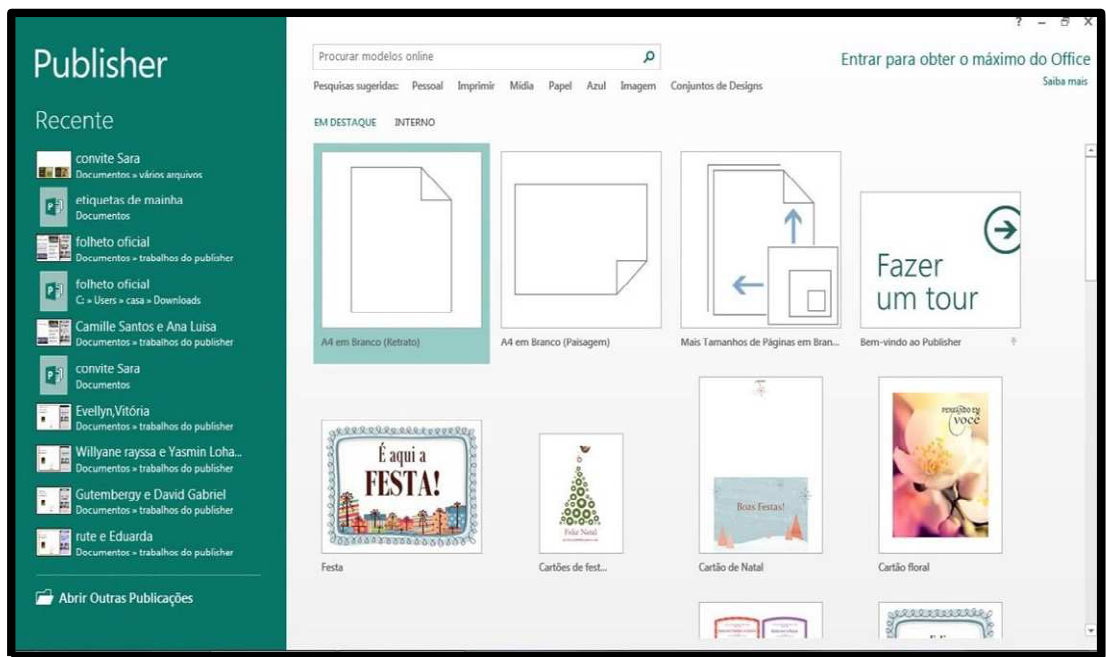 ?
Publisher
Procurar modelos online
Entrar para obter o máximo do Office
Saiba mais
Pesquisas sugeridas: Pessoal Imprimir Mídia Papel Azul Imagem Conjuntos de Designs
Recente
EM DESTAQUE INTERNO
convite Sara
Documentos » vários arquivos
etiquetas de mainha
Documentos
folheto oficial
Documentos » trabalhos do publisher
folheto oficial
C: » Users » casa » Downloads
Camille Santos e Ana Luisa
Documentos » trabalhos do publisher
convite Sara
Documentos
Evellyn,Vitória
Documentos » trabalhos do publisher
Willyane rayssa e Yasmin Loha...
Documentos » trabalhos do publisher
Gutembergy e David Gabriel
Documentos » trabalhos do publisher
rute e Eduarda
Documentos » trabalhos do publisher
Abrir Outras Publicações
Fazer
um tour
A4 em Branco (Retrato)
A4 em Branco (Paisagem)
Mais Tamanhos de Páginas em Bran...
Bem-vindo ao Publisher
É aqui a
FESTA!
Feliz Natal
Boas Festas!
PENSANDO EM
você
Festa
Cartões de fest...
Cartão de Natal
Cartão floral